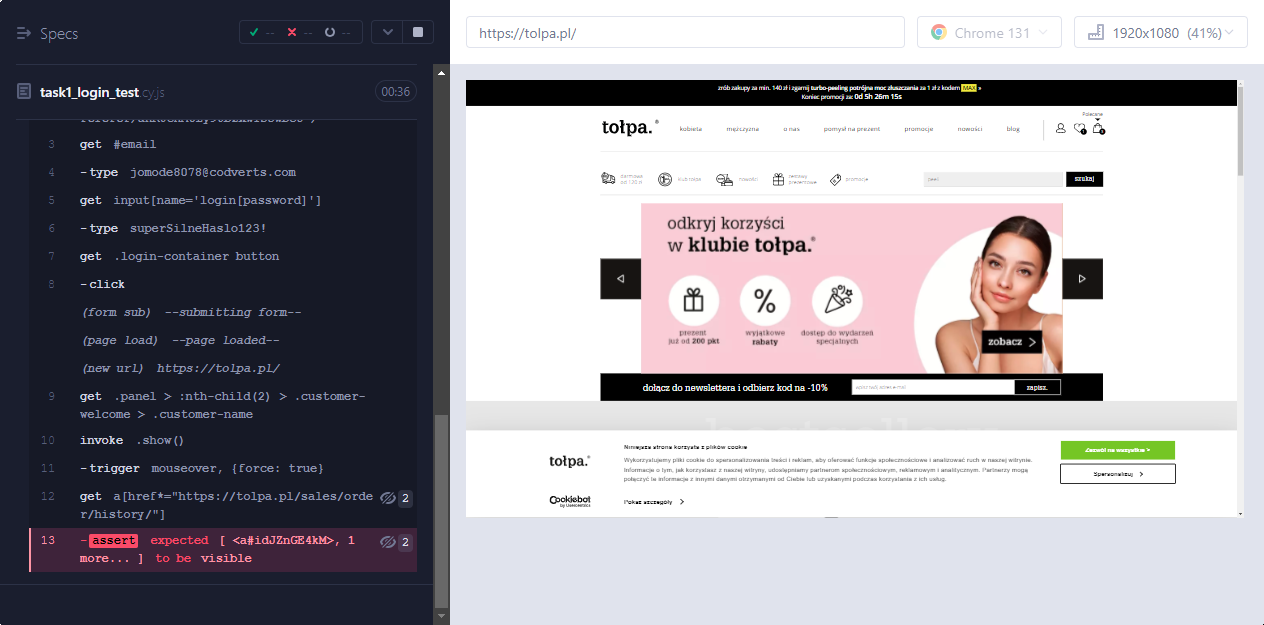 Specs
-- -- --
https://tolpa.pl/
Chrome 131
1920x1080 (41%)
task1_login_test.cy.js
00:36
3 get #email
4 -type jomode8078@codverts.com
5 get input[name='login[password]']
6 -type superSilneHaslo123!
7 get .login-container button
8 -click
(form sub) --submitting form--
(page load) --page loaded--
(new url) https://tolpa.pl/
9 get .panel > :nth-child(2) > .customer-
welcome > .customer-name
10 invoke .show()
11 -trigger mouseover, {force: true}
12 get a[href*="https://tolpa.pl/sales/orde
r/history/"]
2
13 -assert expected [ <a#idJZnGE4kM>, 1
more... ] to be visible
2
zrób zakupy za min. 140 zł i zgarnij turbo-peeling potrójna moc złuszczania za 1 zł z kodem MAX »
Koniec promocji za: 0d 5h 26m 15s
Polecane
tołpa.®
kobieta mężczyzna o nas pomysł na prezent promocje nowości blog
darmowa
od 120 zł
klub tołpa
nowości
zestawy
prezentowe
promocje
szukaj
odkryj korzyści
w klubie tołpa.®
%
prezent
już od 200 pkt
wyjątkowe
rabaty
dostęp do wydarzeń
specjalnych
zobacz >
dołącz do newslettera i odbierz kod na -10%
zapisz.
tołpa.®
Niniejsza strona korzysta z plików cookie
Wykorzystujemy pliki cookie do spersonalizowania treści i reklam, aby oferować funkcje społecznościowe i analizować ruch w naszej witrynie.
Informacje o tym, jak korzystasz z naszej witryny, udostępniamy partnerom społecznościowym, reklamowym i analitycznym. Partnerzy mogą
połączyć te informacje z innymi danymi otrzymanymi od Ciebie lub uzyskanymi podczas korzystania z ich usług.
Zezwól na wszystkie >
Spersonalizuj >
Cookiebot
by Usercentrics
Pokaż szczegóły >